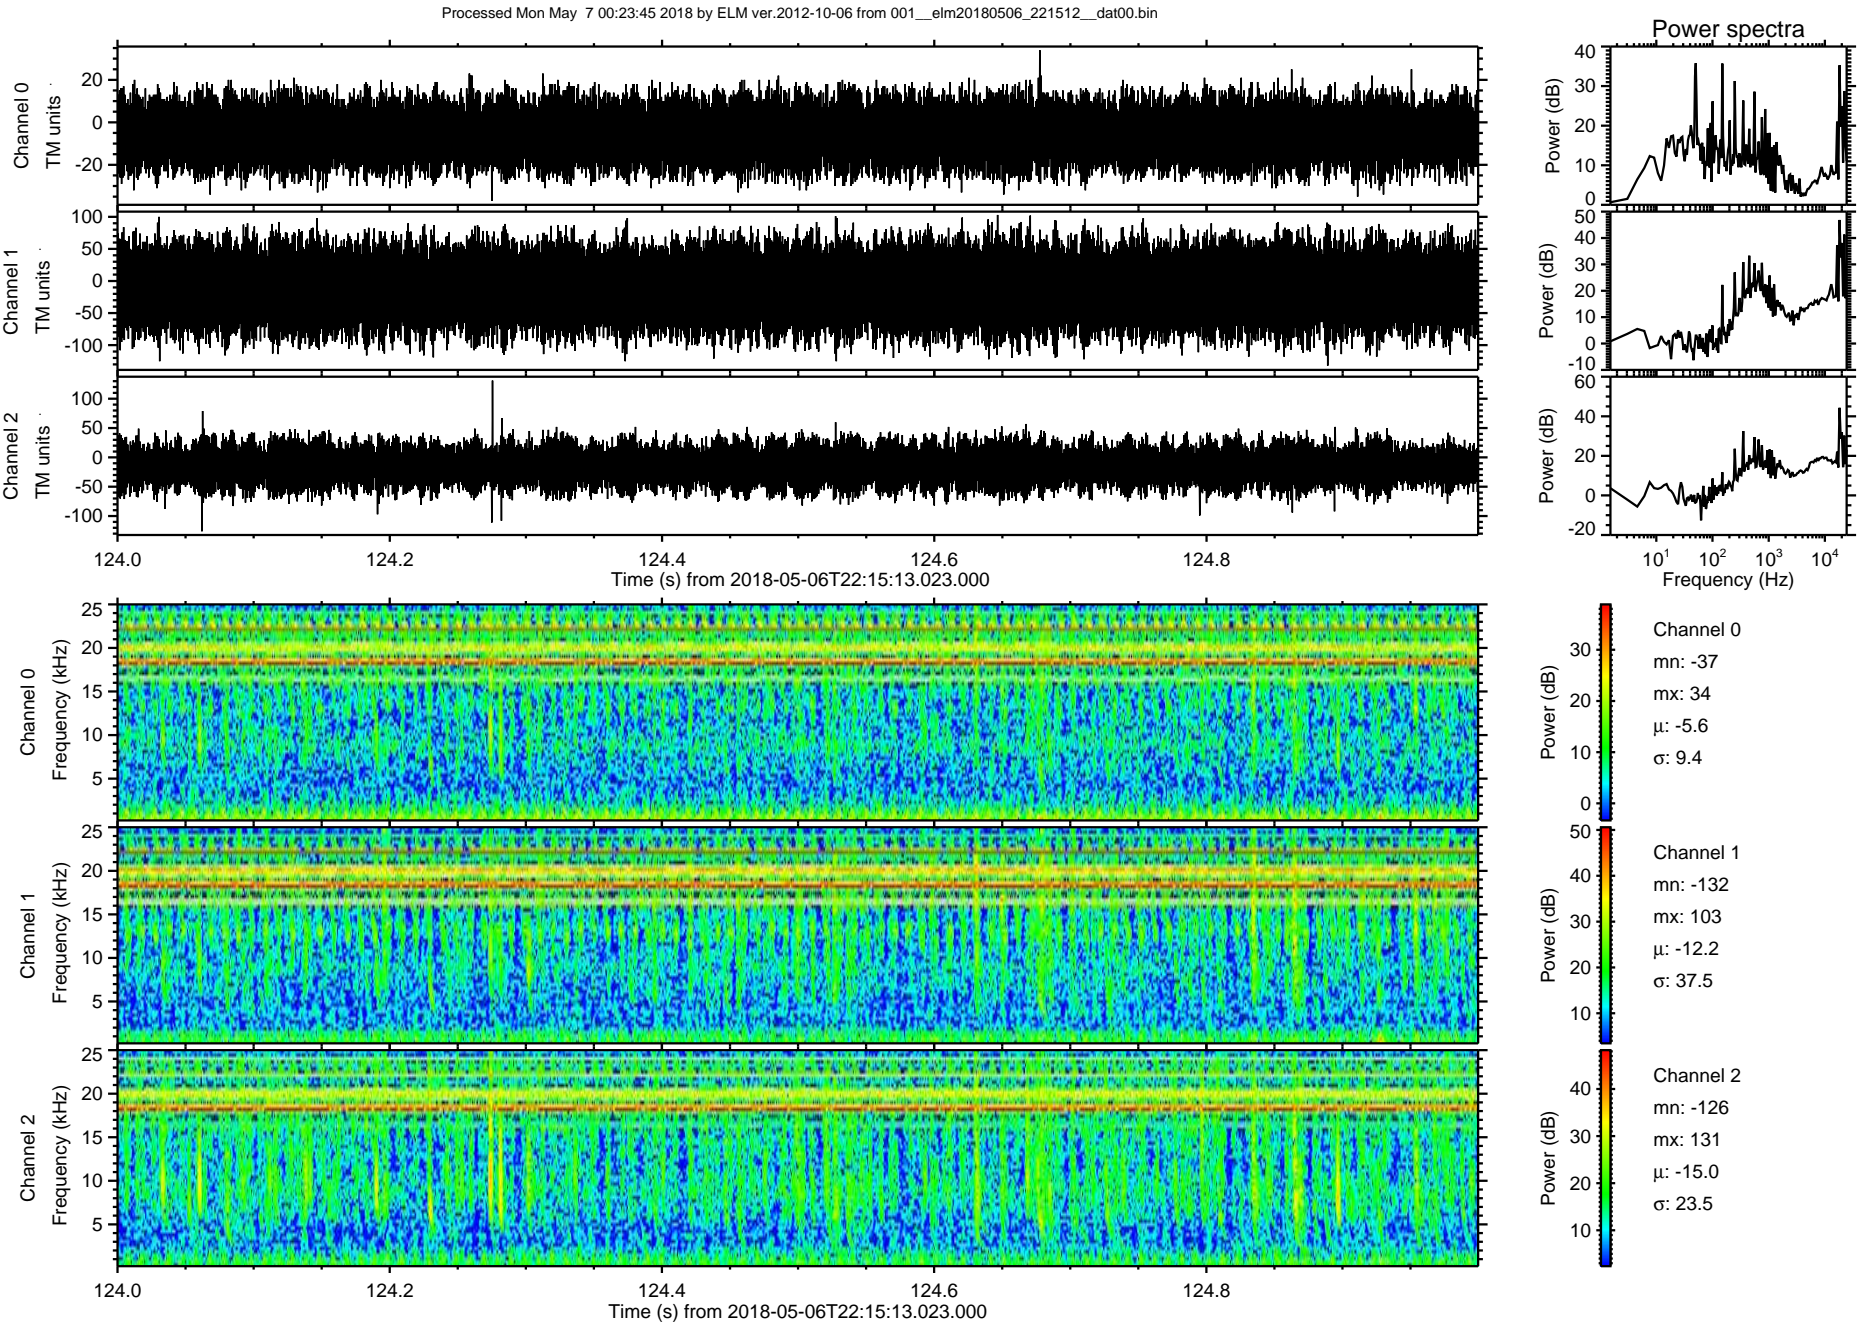 Processed Mon May  7 00:23:45 2018 by ELM ver.2012-10-06 from 001__elm20180506_221512__dat00.bin
Power spectra
Channel 0
TM units
20
0
-20
Power (dB)
40
30
20
10
0
Channel 1
TM units
100
50
0
-50
-100
Power (dB)
50
40
30
20
10
0
-10
Channel 2
TM units
100
50
0
-50
-100
Power (dB)
60
40
20
0
-20
124.0 124.2 124.4 124.6 124.8
Time (s) from 2018-05-06T22:15:13.023.000
10^1 10^2 10^3 10^4
Frequency (Hz)
Channel 0
Frequency (kHz)
25
20
15
10
5
Power (dB)
30
20
10
0
Channel 0
mn: -37
mx: 34
μ: -5.6
σ: 9.4
Channel 1
Frequency (kHz)
25
20
15
10
5
Power (dB)
50
40
30
20
10
Channel 1
mn: -132
mx: 103
μ: -12.2
σ: 37.5
Channel 2
Frequency (kHz)
25
20
15
10
5
Power (dB)
40
30
20
10
Channel 2
mn: -126
mx: 131
μ: -15.0
σ: 23.5
124.0 124.2 124.4 124.6 124.8
Time (s) from 2018-05-06T22:15:13.023.000